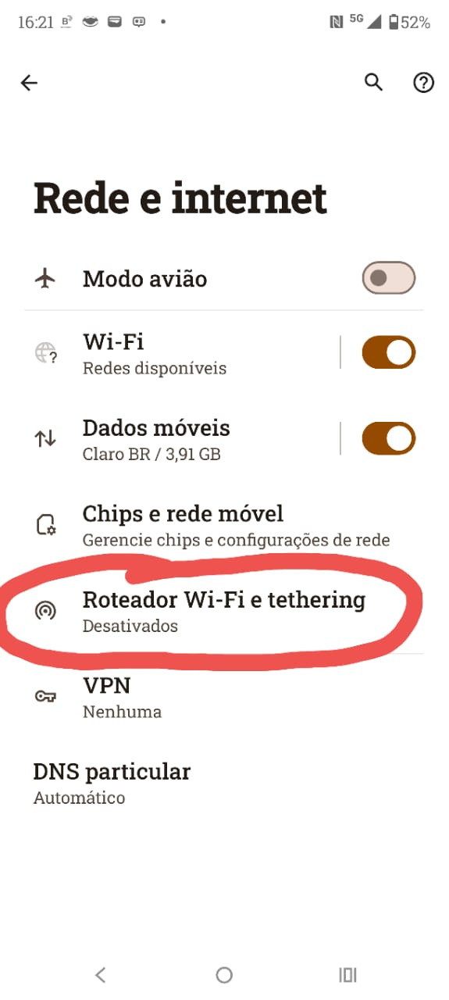 16:21
5G
52%
Rede e internet
Modo avião
Wi-Fi
Redes disponíveis
Dados móveis
Claro BR / 3,91 GB
Chips e rede móvel
Gerencie chips e configurações de rede
Roteador Wi-Fi e tethering
Desativados
VPN
Nenhuma
DNS particular
Automático